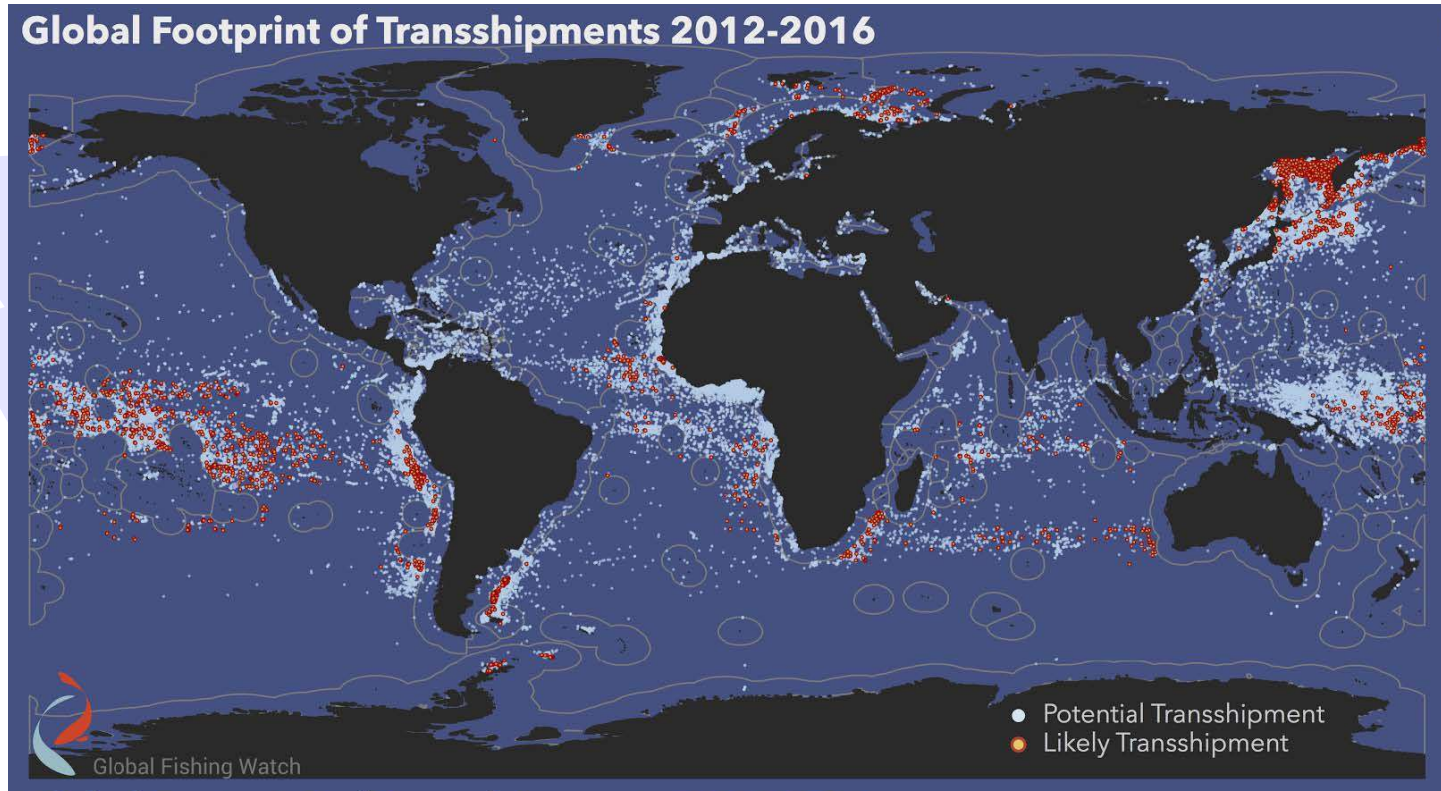 Global Footprint of Transshipments 2012-2016
Potential Transshipment
Likely Transshipment
Global Fishing Watch